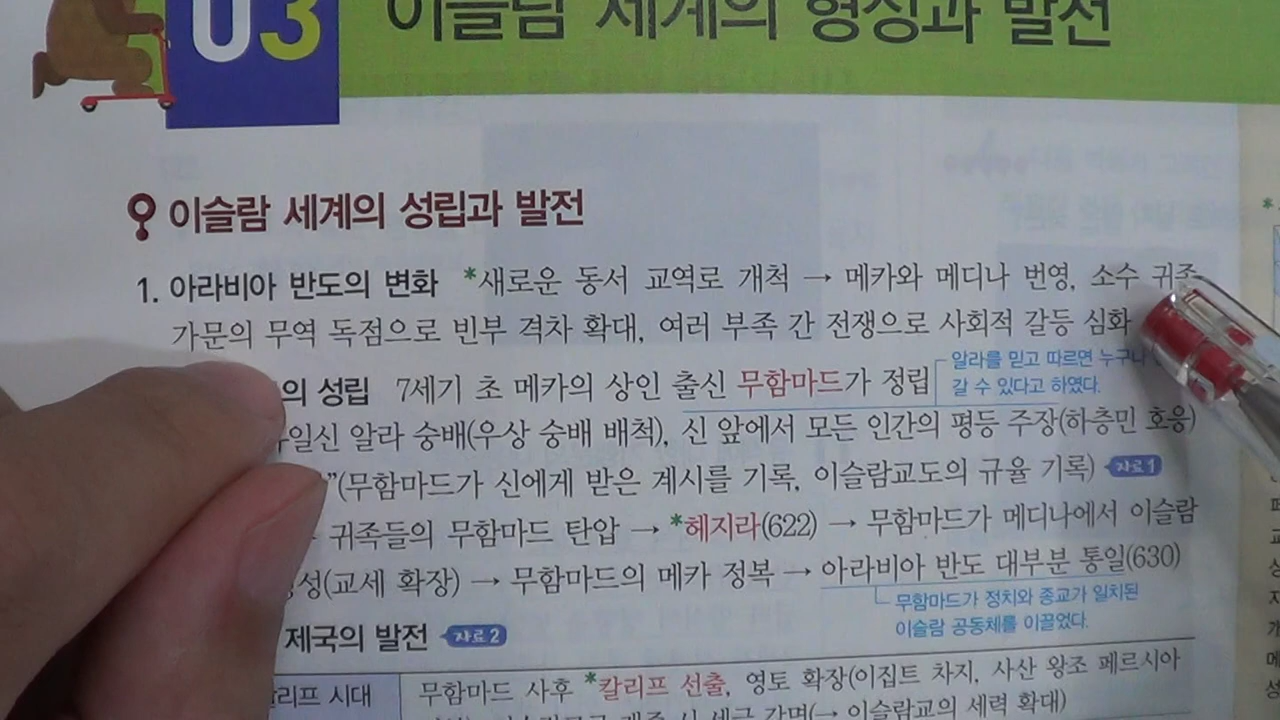 03 이슬람 세계의 형성과 발전
이슬람 세계의 성립과 발전
1. 아라비아 반도의 변화 *새로운 동서 교역로 개척 → 메카와 메디나 번영, 소수 귀족
가문의 무역 독점으로 빈부 격차 확대, 여러 부족 간 전쟁으로 사회적 갈등 심화
의 성립 7세기 초 메카의 상인 출신 무함마드가 정립
알라를 믿고 따르면 누구나
갈 수 있다고 하였다.
알라 숭배(우상 숭배 배척), 신 앞에서 모든 인간의 평등 주장(하층민 호응)
”(무함마드가 신에게 받은 계시를 기록, 이슬람교도의 규율 기록) 자료 1
귀족들의 무함마드 탄압 → *헤지라(622) → 무함마드가 메디나에서 이슬람
성(교세 확장) → 무함마드의 메카 정복 → 아라비아 반도 대부분 통일(630)
무함마드가 정치와 종교가 일치된
이슬람 공동체를 이끌었다.
제국의 발전 자료 2
리프 시대 무함마드 사후 *칼리프 선출, 영토 확장(이집트 차지, 사산 왕조 페르시아
(→ 이슬람교의 세력 확대)